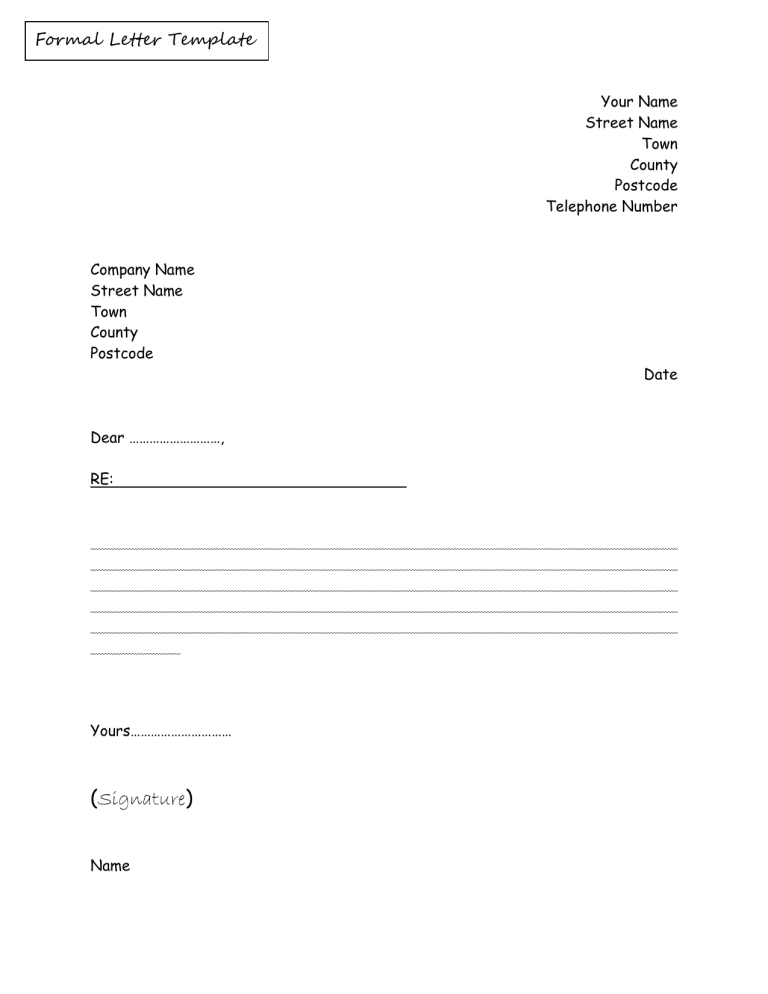 Formal Letter Template
Your Name
Street Name
Town
County
Postcode
Telephone Number
Company Name
Street Name
Town
County
Postcode
Date
Dear ………………………,
RE:
Yours…………………………
(Signature)
Name